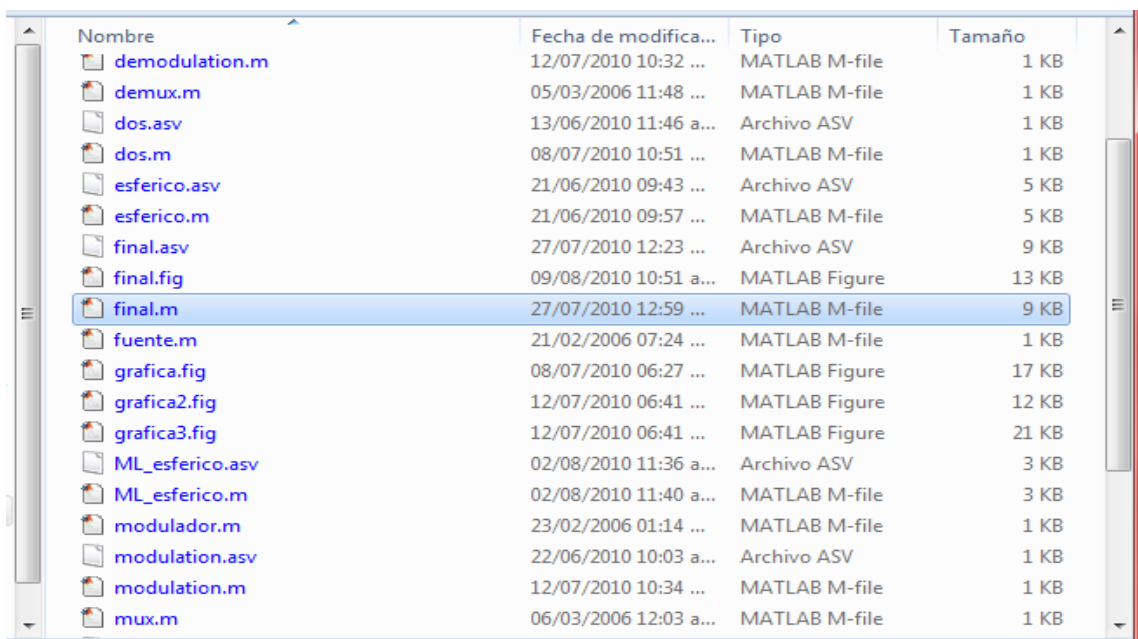 Nombre Fecha de modifica... Tipo Tamaño
demodulation.m 12/07/2010 10:32 ... MATLAB M-file 1 KB
demux.m 05/03/2006 11:48 ... MATLAB M-file 1 KB
dos.asv 13/06/2010 11:46 a... Archivo ASV 1 KB
dos.m 08/07/2010 10:51 ... MATLAB M-file 1 KB
esferico.asv 21/06/2010 09:43 ... Archivo ASV 5 KB
esferico.m 21/06/2010 09:57 ... MATLAB M-file 5 KB
final.asv 27/07/2010 12:23 ... Archivo ASV 9 KB
final.fig 09/08/2010 10:51 a... MATLAB Figure 13 KB
final.m 27/07/2010 12:59 ... MATLAB M-file 9 KB
fuente.m 21/02/2006 07:24 ... MATLAB M-file 1 KB
grafica.fig 08/07/2010 06:27 ... MATLAB Figure 17 KB
grafica2.fig 12/07/2010 06:41 ... MATLAB Figure 12 KB
grafica3.fig 12/07/2010 06:41 ... MATLAB Figure 21 KB
ML_esferico.asv 02/08/2010 11:36 a... Archivo ASV 3 KB
ML_esferico.m 02/08/2010 11:40 a... MATLAB M-file 3 KB
modulador.m 23/02/2006 01:14 ... MATLAB M-file 1 KB
modulation.asv 22/06/2010 10:03 a... Archivo ASV 1 KB
modulation.m 12/07/2010 10:34 ... MATLAB M-file 1 KB
mux.m 06/03/2006 12:03 a... MATLAB M-file 1 KB